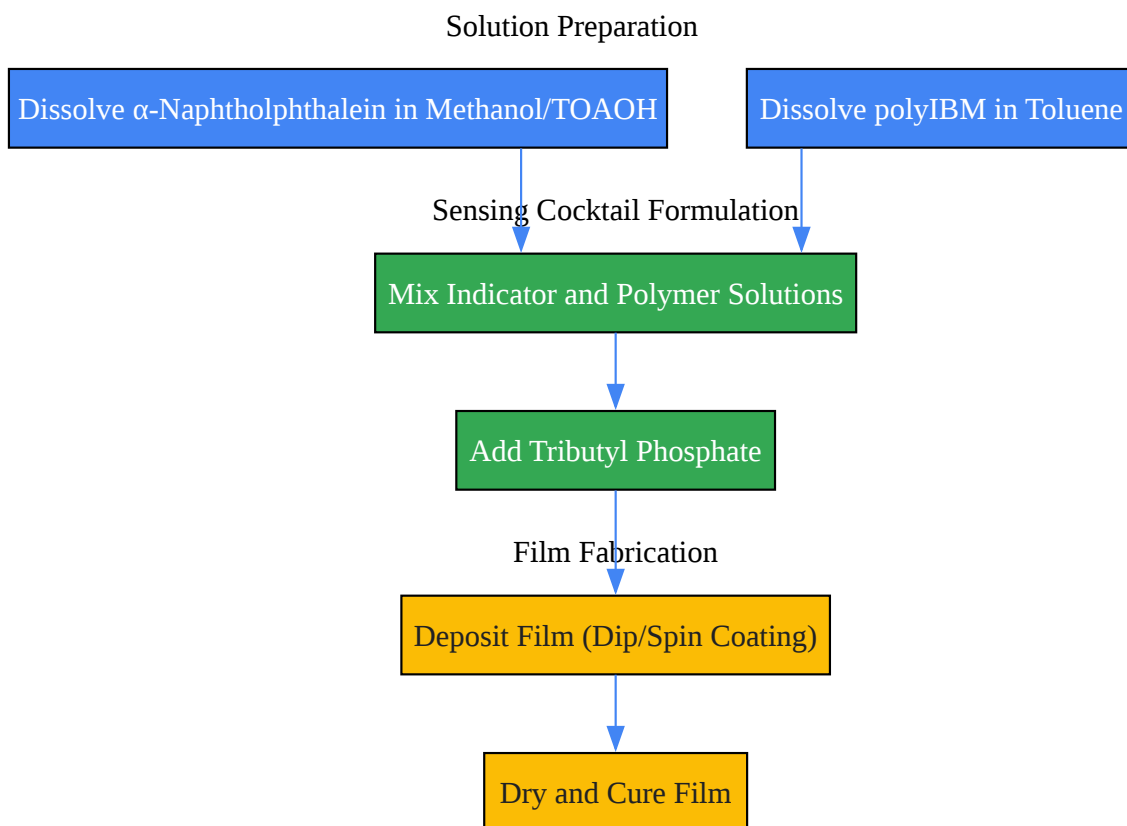 Solution Preparation
Dissolve α-Naphtholphthalein in Methanol/TOAOH
Dissolve polyIBM in Toluene
Sensing Cocktail Formulation
Mix Indicator and Polymer Solutions
Add Tributyl Phosphate
Film Fabrication
Deposit Film (Dip/Spin Coating)
Dry and Cure Film